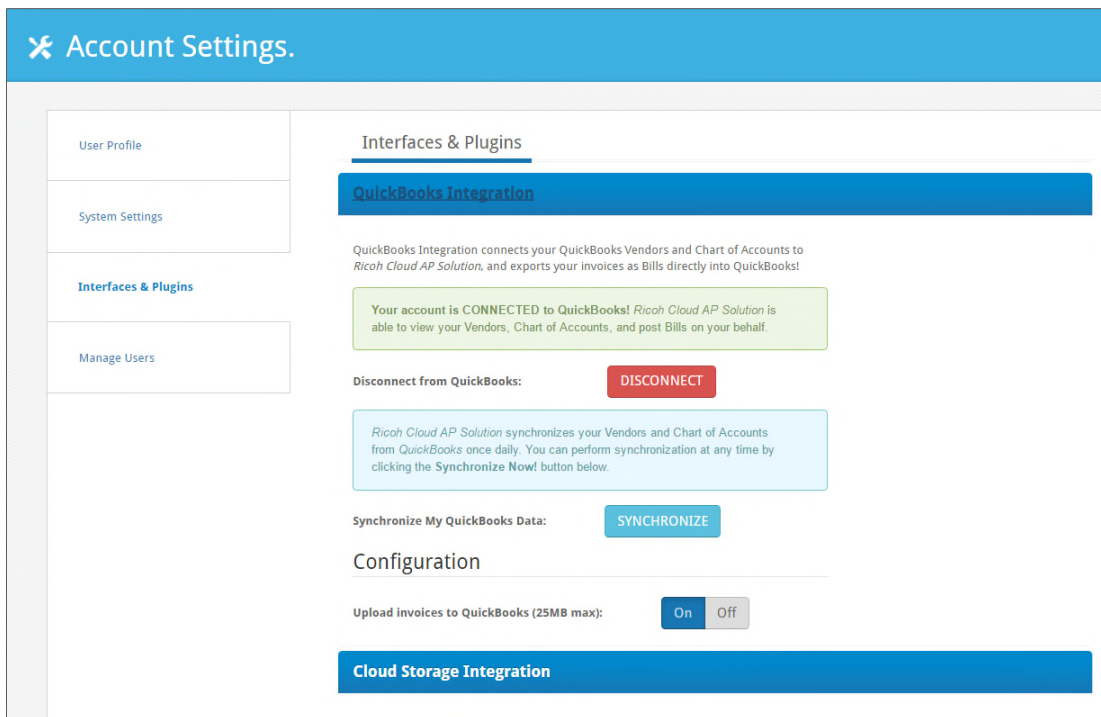 Account Settings.
User Profile
System Settings
Interfaces & Plugins
Manage Users
Interfaces & Plugins
QuickBooks Integration
QuickBooks Integration connects your QuickBooks Vendors and Chart of Accounts to
Ricoh Cloud AP Solution, and exports your invoices as Bills directly into QuickBooks!
Your account is CONNECTED to QuickBooks! Ricoh Cloud AP Solution is
able to view your Vendors, Chart of Accounts, and post Bills on your behalf.
Disconnect from QuickBooks: DISCONNECT
Ricoh Cloud AP Solution synchronizes your Vendors and Chart of Accounts
from QuickBooks once daily. You can perform synchronization at any time by
clicking the Synchronize Now! button below.
Synchronize My QuickBooks Data: SYNCHRONIZE
Configuration
Upload invoices to QuickBooks (25MB max): On Off
Cloud Storage Integration